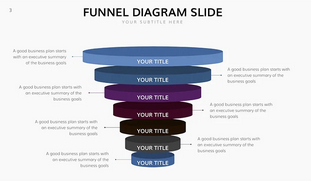 3
FUNNEL DIAGRAM SLIDE
YOUR SUBTITLE HERE
A good business plan starts
with an executive summary
of the business goals
YOUR TITLE
A good business plan starts with
an executive summary of the
business goals
YOUR TITLE
A good business plan starts with
an executive summary of the
business goals
YOUR TITLE
A good business plan starts with
an executive summary of the
business goals
YOUR TITLE
A good business plan starts with
an executive summary of the
business goals
YOUR TITLE
A good business plan starts with
an executive summary of the
business goals
YOUR TITLE
A good business plan starts with
an executive summary of the
business goals
YOUR TITLE